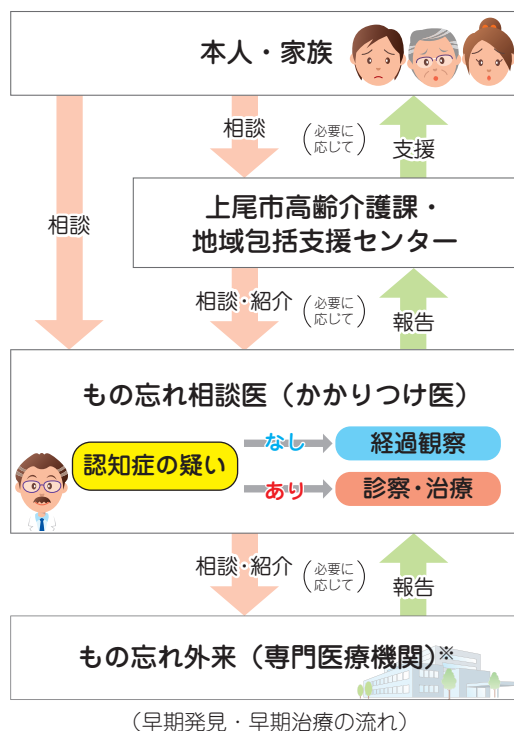 本人・家族
相談
相談
（必要に
応じて）
支援
上尾市高齢介護課・
地域包括支援センター
相談・紹介
（必要に
応じて）
報告
もの忘れ相談医（かかりつけ医）
認知症の疑い
なし
経過観察
あり
診察・治療
相談・紹介
（必要に
応じて）
報告
もの忘れ外来（専門医療機関）※
（早期発見・早期治療の流れ）